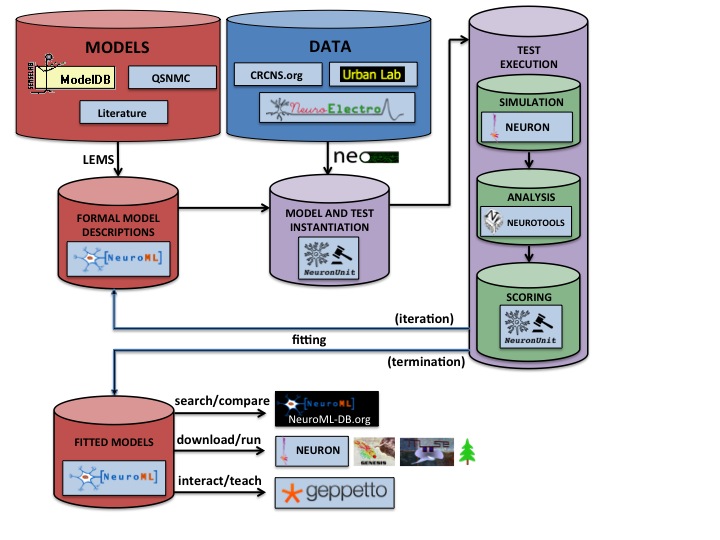 MODELS
SENSELAB
ModelDB
QSNMC
Literature
DATA
CRCNS.org
Urban Lab
NeuroElectro
TEST
EXECUTION
SIMULATION
NEURON
ANALYSIS
NEUROTOOLS
SCORING
NeuronUnit
LEMS
neo
FORMAL MODEL
DESCRIPTIONS
[NeuroML]
MODEL AND TEST
INSTANTIATION
NeuronUnit
(iteration)
fitting
(termination)
FITTED MODELS
[NeuroML]
search/compare
[NeuroML]
NeuroML-DB.org
download/run
NEURON
GENESIS
interact/teach
geppetto